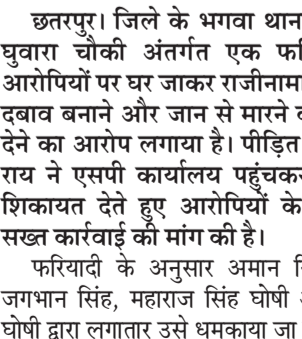 छतरपुर। जिले के भगवा थान
घुवारा चौकी अंतर्गत एक
आरोपियों पर घर जाकर राजीनामा
दबाव बनाने और जान से मारने
देने का आरोप लगाया है। पीड़ित
राय ने एसपी कार्यालय पहुंचकर
शिकायत देते हुए आरोपियों के
सख्त कार्रवाई की मांग की है।
फरियादी के अनुसार अमान
जगभान सिंह, महाराज सिंह घोषी
घोषी द्वारा लगातार उसे धमकाया जा